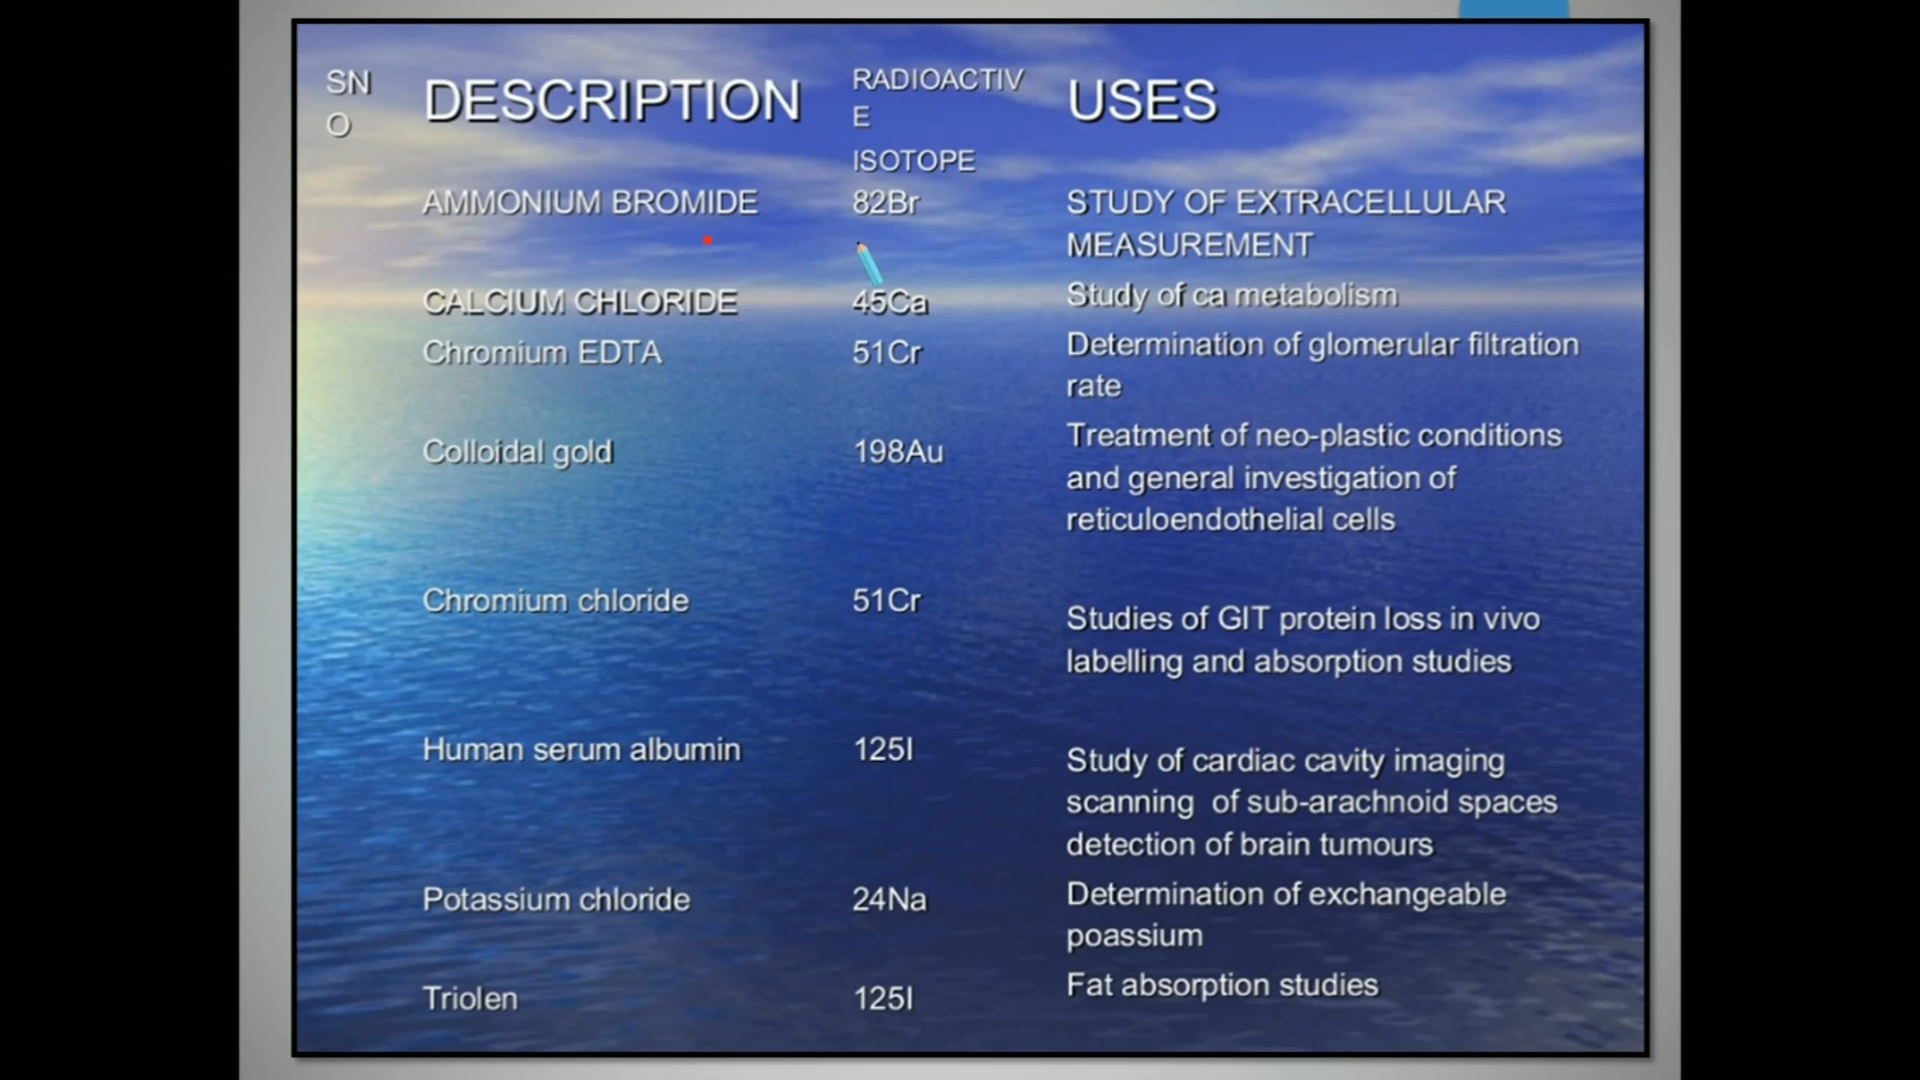 SN
O
DESCRIPTION
RADIOACTIV
E
ISOTOPE
USES
AMMONIUM BROMIDE
82Br
STUDY OF EXTRACELLULAR
MEASUREMENT
CALCIUM CHLORIDE
45Ca
Study of ca metabolism
Chromium EDTA
51Cr
Determination of glomerular filtration
rate
Colloidal gold
198Au
Treatment of neo-plastic conditions
and general investigation of
reticuloendothelial cells
Chromium chloride
51Cr
Studies of GIT protein loss in vivo
labelling and absorption studies
Human serum albumin
125I
Study of cardiac cavity imaging
scanning of sub-arachnoid spaces
detection of brain tumours
Potassium chloride
24Na
Determination of exchangeable
poassium
Triolen
125I
Fat absorption studies